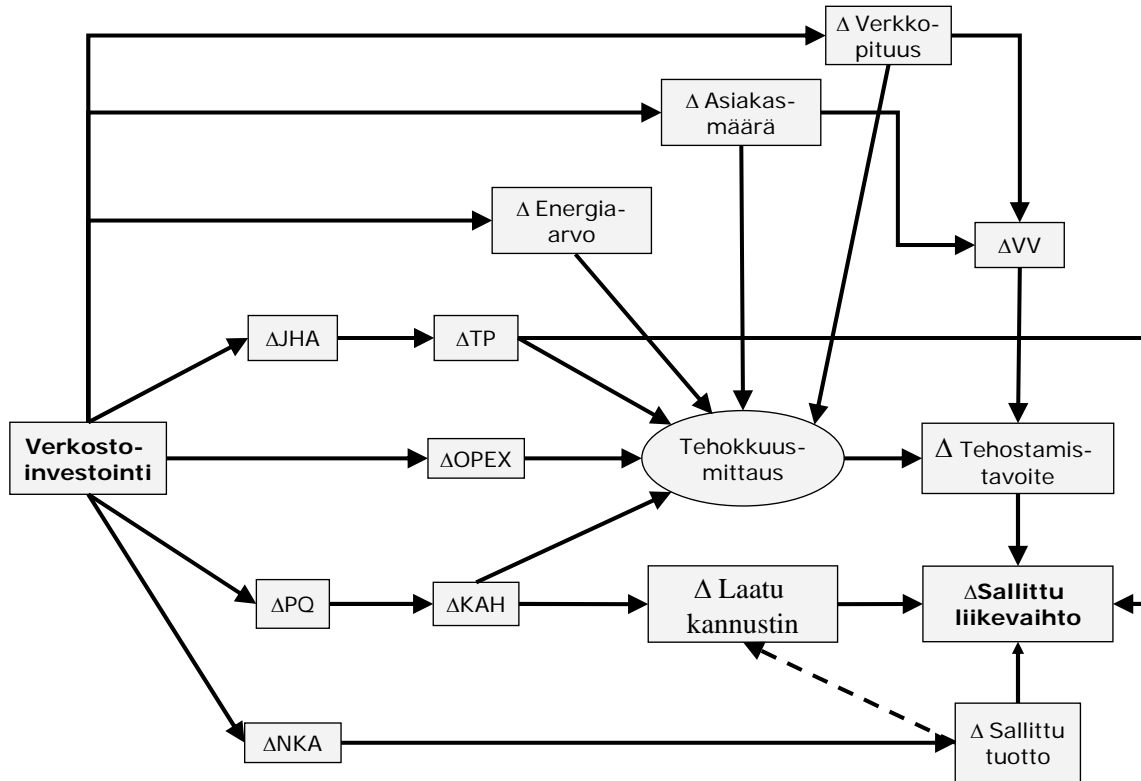 Δ Verkko-
pituus
Δ Asiakas-
määrä
Δ Energia-
arvo
ΔVV
ΔJHA
ΔTP
Verkosto-
investointi
ΔOPEX
Tehokkuus-
mittaus
Δ Tehostamis-
tavoite
ΔPQ
ΔKAH
Δ Laatu
kannustin
ΔSallittu
liikevaihto
ΔNKA
Δ Sallittu
tuotto